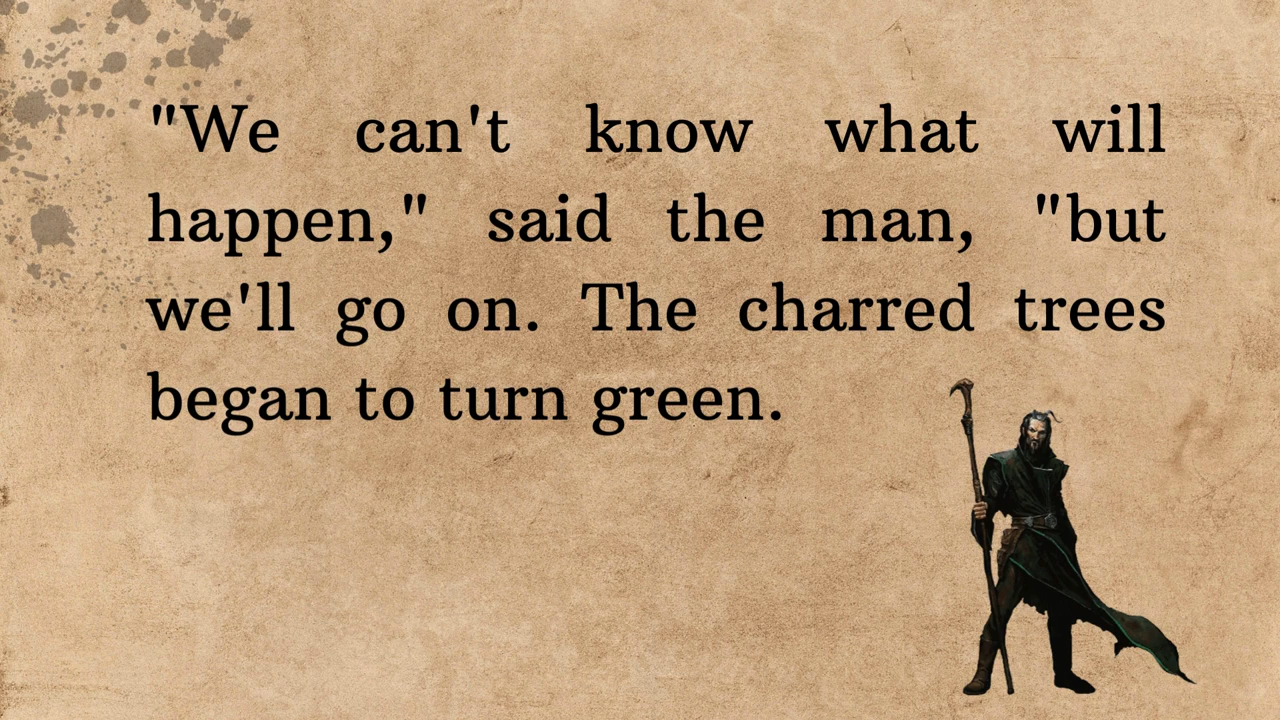 "We can't know what will
happen," said the man, "but
we'll go on. The charred trees
began to turn green.